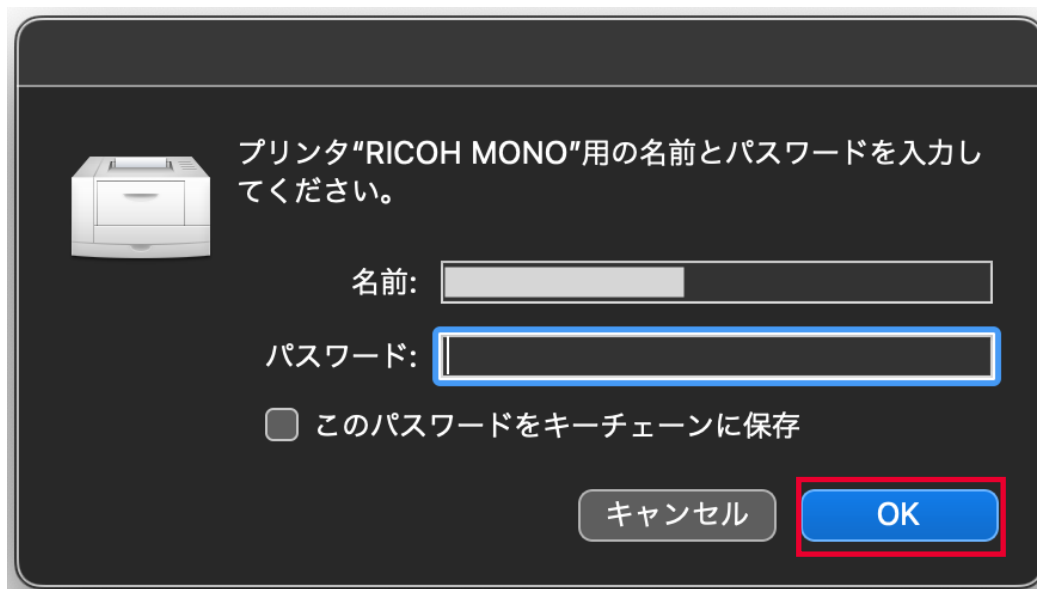 プリンタ“RICOH MONO”用の名前とパスワードを入力し
てください。
名前:
パスワード:
このパスワードをキーチェーンに保存
キャンセル
OK